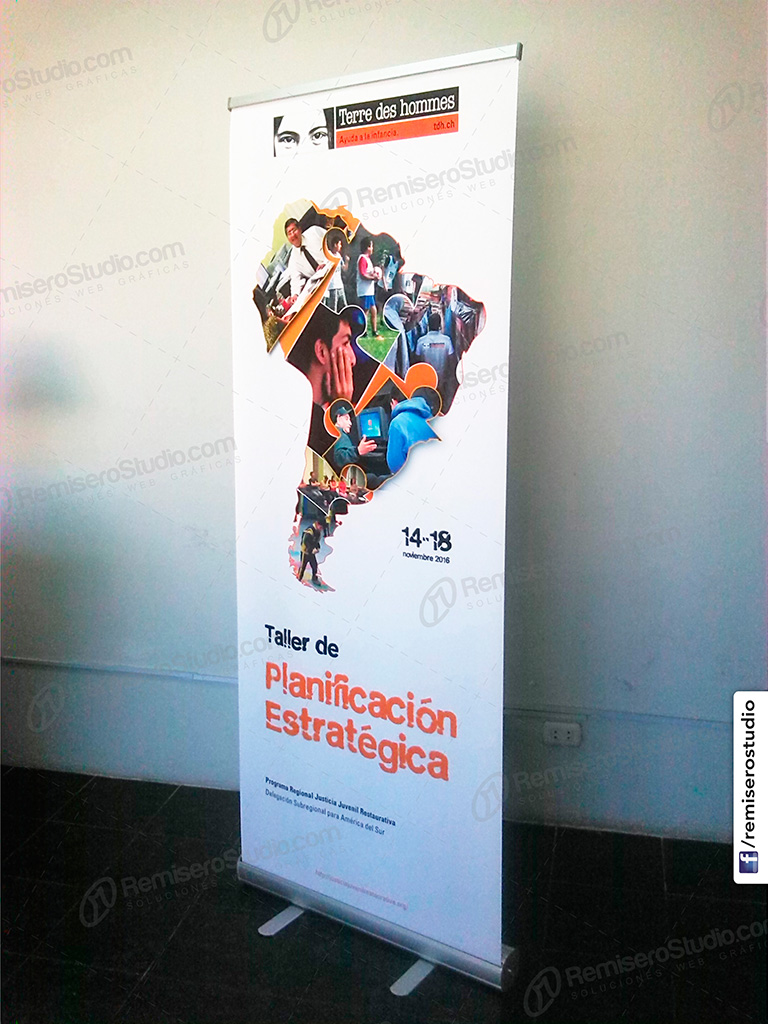 Terre des hommes
Ayuda a la infancia. tdh.ch
14-18
noviembre 2016
Taller de
Planificación
Estratégica
Programa Regional Justicia Juvenil Restaurativa
Delegación Subregional para América del Sur
/remiserostudio
RemiseroStudio.com
SOLUCIONES WEB GRÁFICAS